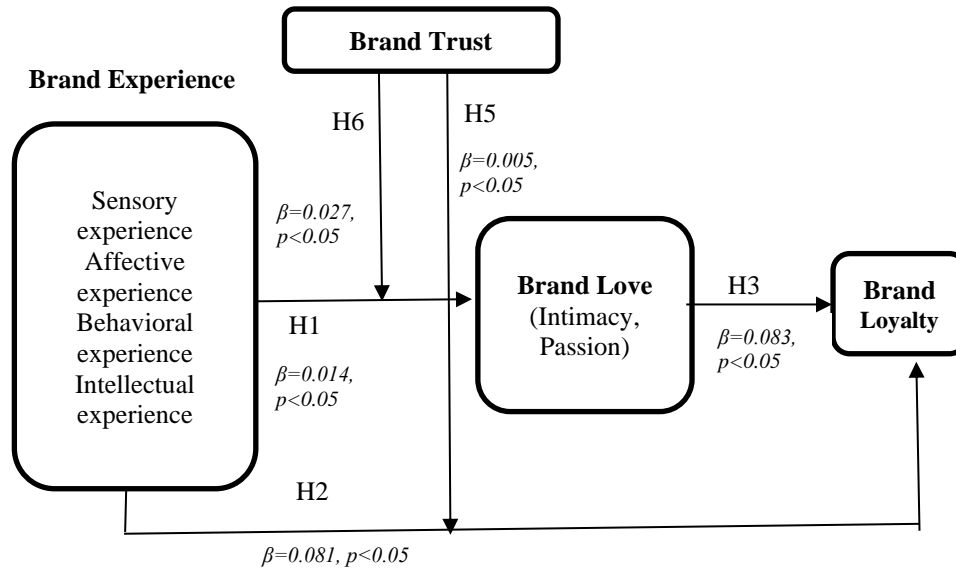 Brand Trust
Brand Experience
H6
H5
β=0.005,
p<0.05
Sensory
experience
Affective
experience
Behavioral
experience
Intellectual
experience
β=0.027,
p<0.05
H1
β=0.014,
p<0.05
Brand Love
(Intimacy,
Passion)
H3
β=0.083,
p<0.05
Brand
Loyalty
H2
β=0.081, p<0.05